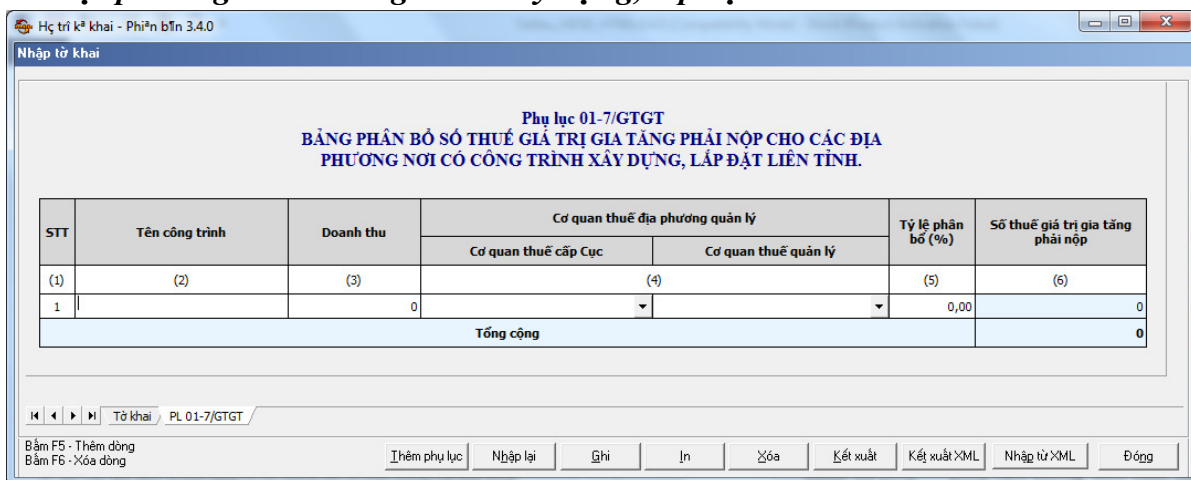 Hç trî kª khai - Phiªn b¶n 3.4.0
Nhập tờ khai
Phụ lục 01-7/GTGT
BẢNG PHÂN BỔ SỐ THUẾ GIÁ TRỊ GIA TĂNG PHẢI NỘP CHO CÁC ĐỊA
PHƯƠNG NƠI CÓ CÔNG TRÌNH XÂY DỰNG, LẮP ĐẶT LIÊN TỈNH.
STT Tên công trình Doanh thu Cơ quan thuế địa phương quản lý Tỷ lệ phân bổ (%) Số thuế giá trị gia tăng phải nộp
Cơ quan thuế cấp Cục Cơ quan thuế quản lý
(1) (2) (3) (4) (5) (6)
1 0 0,00 0
Tổng cộng 0
Tờ khai PL 01-7/GTGT
Bấm F5 - Thêm dòng
Bấm F6 - Xóa dòng
Thêm phụ lục Nhập lại Ghi In Xóa Kết xuất Kết xuất XML Nhập từ XML Đóng